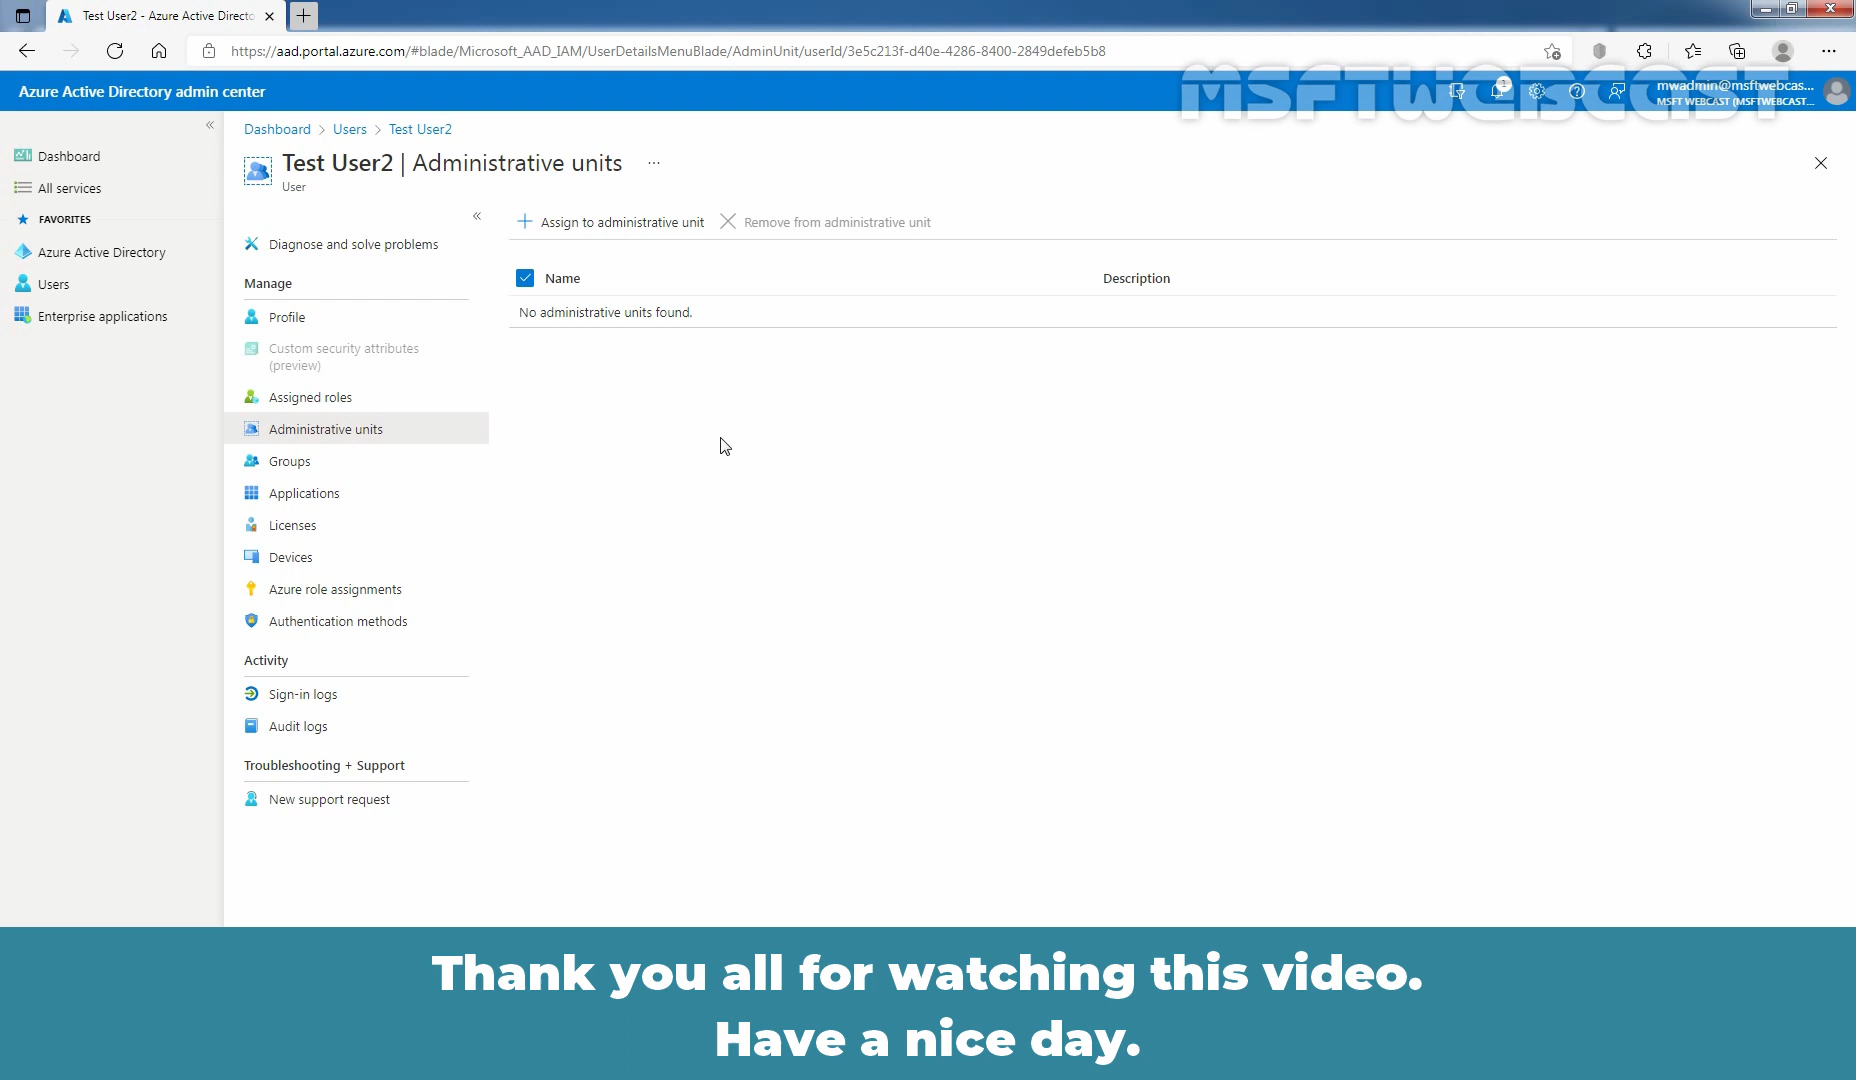 Test User2 - Azure Active Directo
https://aad.portal.azure.com/#blade/Microsoft_AAD_IAM/UserDetailsMenuBlade/AdminUnit/userId/3e5c213f-d40e-4286-8400-2849defeb5b8
MSFTWEBCAST
Azure Active Directory admin center
mwadmin@msftwebcas...
MSFT WEBCAST (MSFTWEBCAST....
Dashboard > Users > Test User2
Test User2 | Administrative units ...
User
Dashboard
All services
FAVORITES
Azure Active Directory
Users
Enterprise applications
Diagnose and solve problems
Manage
Profile
Custom security attributes
(preview)
Assigned roles
Administrative units
Groups
Applications
Licenses
Devices
Azure role assignments
Authentication methods
Activity
Sign-in logs
Audit logs
Troubleshooting + Support
New support request
Assign to administrative unit Remove from administrative unit
Name Description
No administrative units found.
Thank you all for watching this video.
Have a nice day.